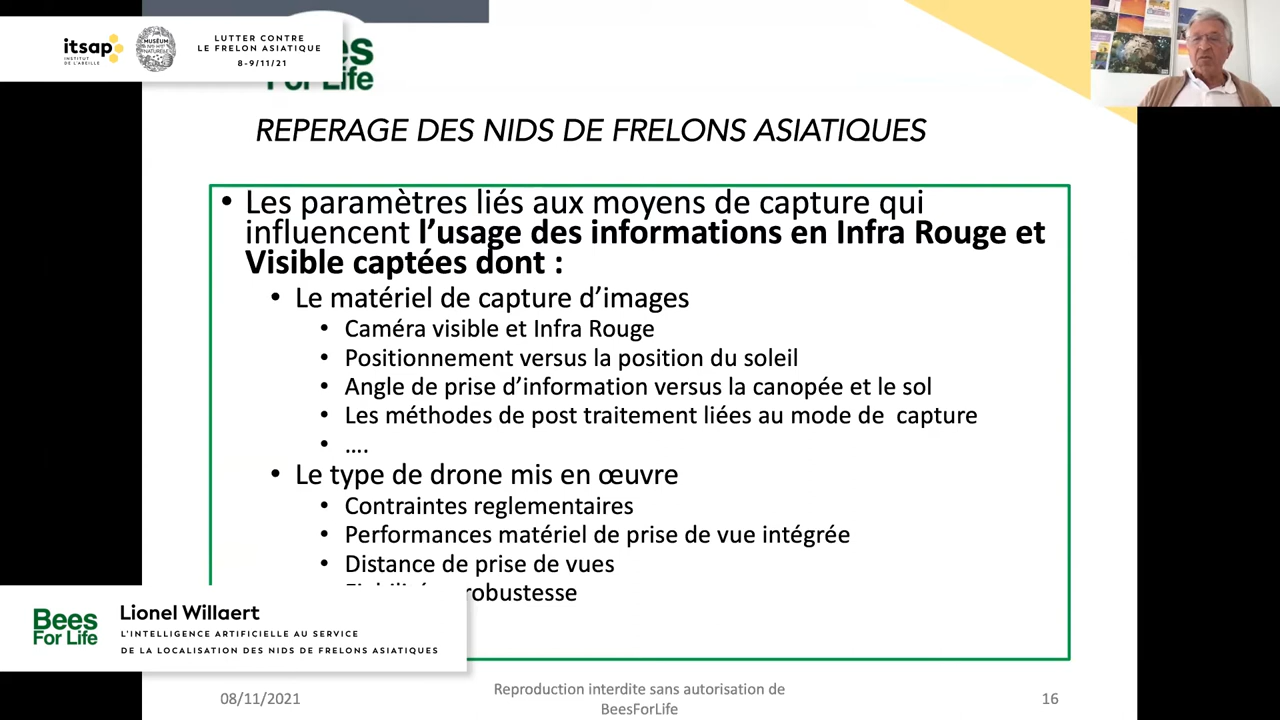 itsap
INSTITUT
DE L'ABEILLE
MUSÉUM
LUTTER CONTRE
LE FRELON ASIATIQUE
8-9/11/21
For Life
REPERAGE DES NIDS DE FRELONS ASIATIQUES
• Les paramètres liés aux moyens de capture qui
influencent l’usage des informations en Infra Rouge et
Visible captées dont :
• Le matériel de capture d’images
• Caméra visible et Infra Rouge
• Positionnement versus la position du soleil
• Angle de prise d’information versus la canopée et le sol
• Les méthodes de post traitement liées au mode de capture
• ....
• Le type de drone mis en œuvre
• Contraintes reglementaires
• Performances matériel de prise de vue intégrée
• Distance de prise de vues
robustesse
Bees
For Life
Lionel Willaert
L'INTELLIGENCE ARTIFICIELLE AU SERVICE
DE LA LOCALISATION DES NIDS DE FRELONS ASIATIQUES
08/11/2021
Reproduction interdite sans autorisation de
BeesForLife
16